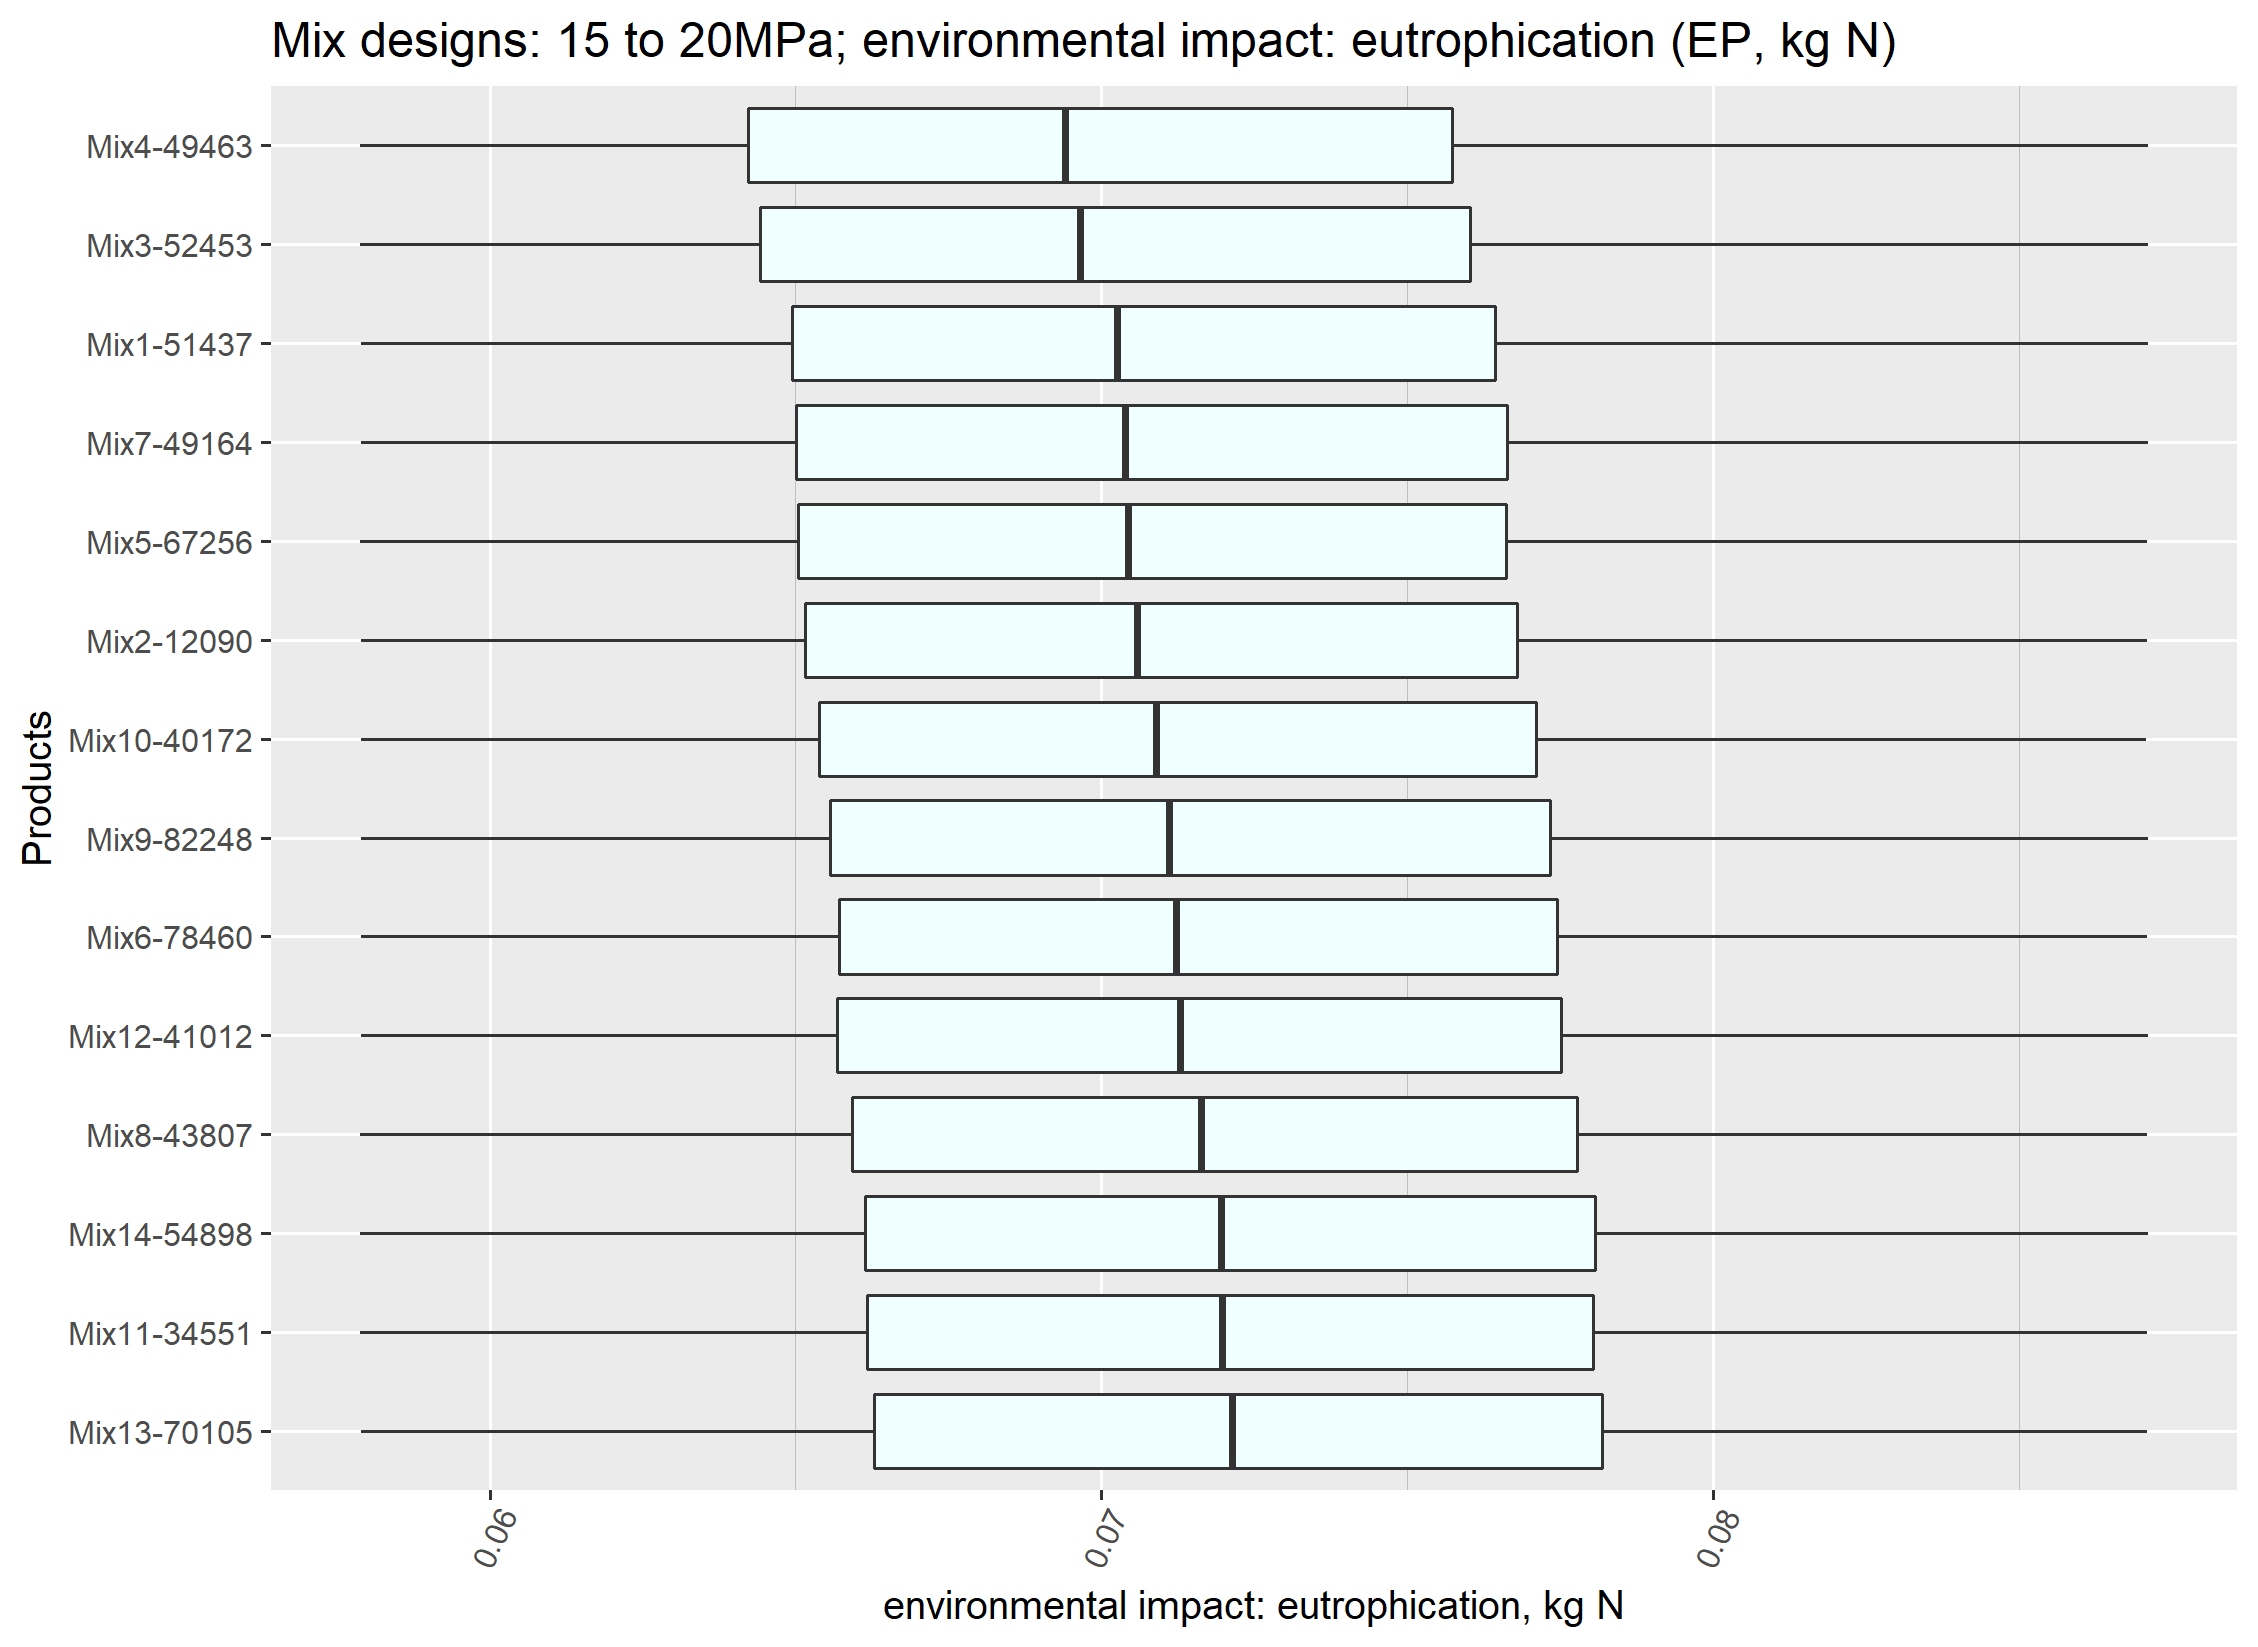 Mix designs: 15 to 20MPa; environmental impact: eutrophication (EP, kg N)
Products
Mix4-49463
Mix3-52453
Mix1-51437
Mix7-49164
Mix5-67256
Mix2-12090
Mix10-40172
Mix9-82248
Mix6-78460
Mix12-41012
Mix8-43807
Mix14-54898
Mix11-34551
Mix13-70105
0.06
0.07
0.08
environmental impact: eutrophication, kg N